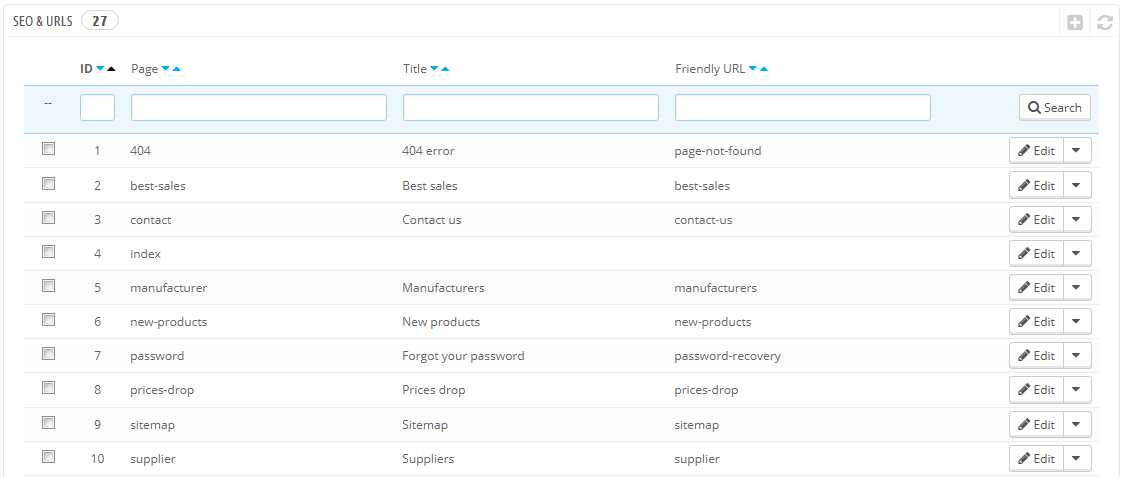 SEO & URLS 27
ID Page Title Friendly URL
-- Search
1 404 404 error page-not-found Edit
2 best-sales Best sales best-sales Edit
3 contact Contact us contact-us Edit
4 index Edit
5 manufacturer Manufacturers manufacturers Edit
6 new-products New products new-products Edit
7 password Forgot your password password-recovery Edit
8 prices-drop Prices drop prices-drop Edit
9 sitemap Sitemap sitemap Edit
10 supplier Suppliers supplier Edit